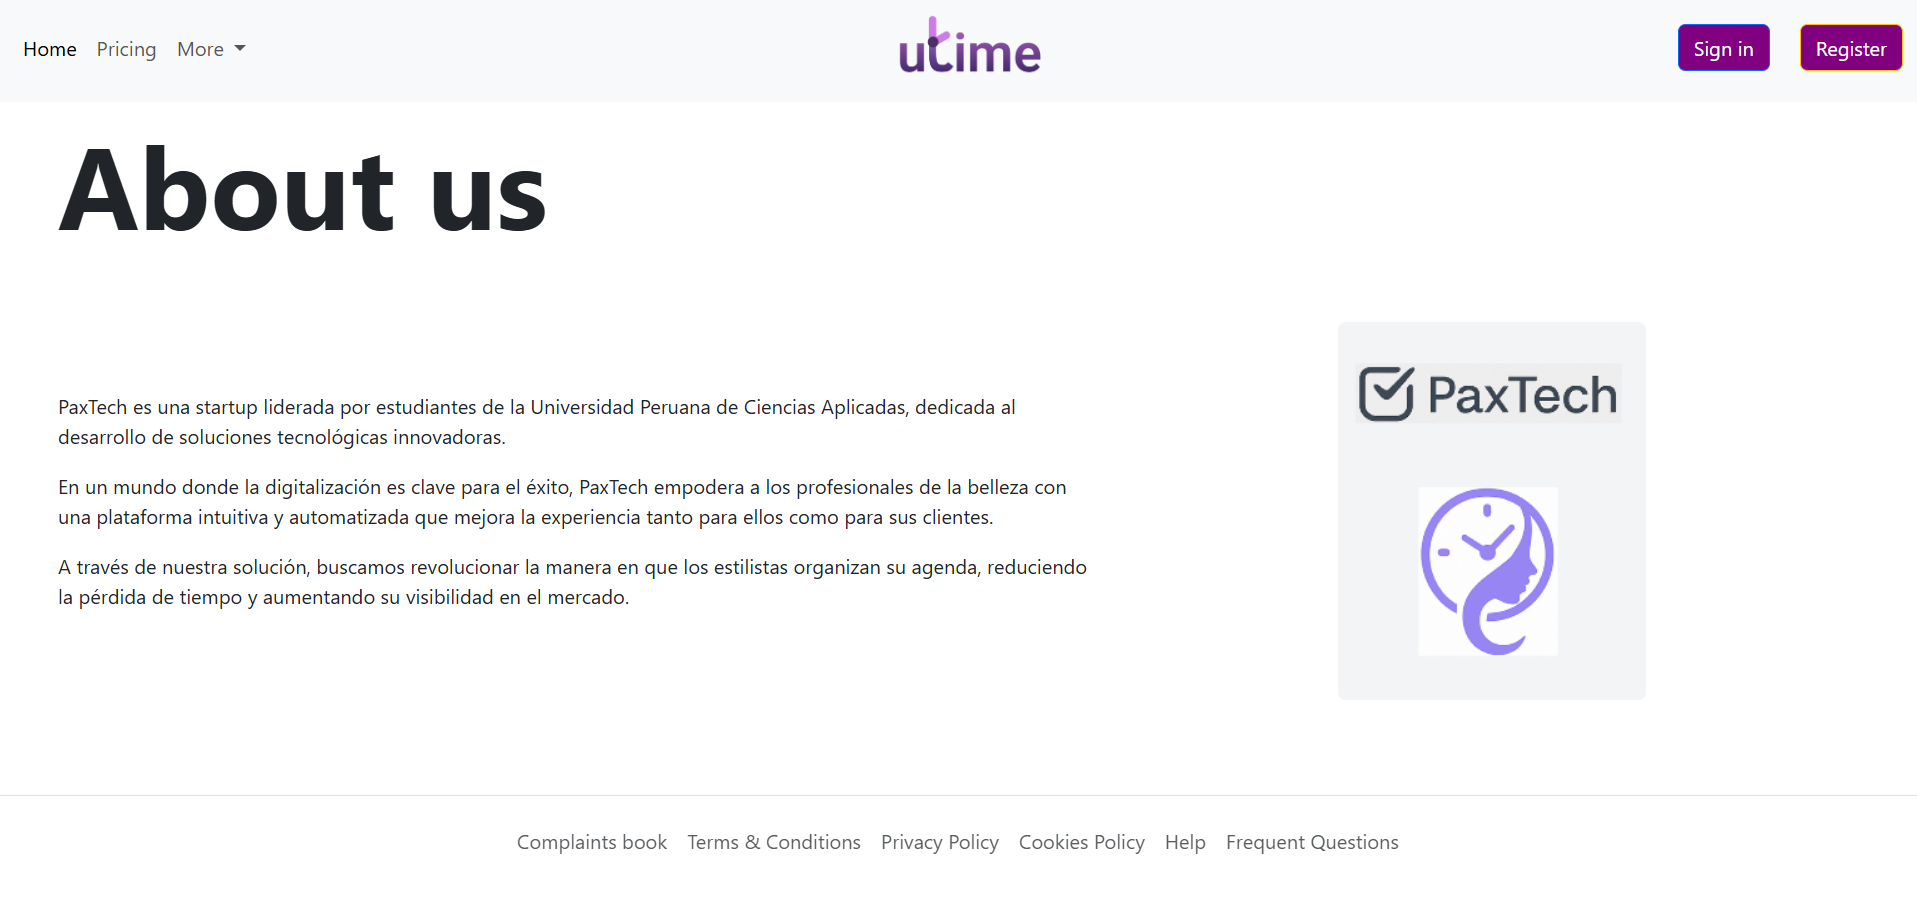 Home Pricing More utime Sign in Register
About us
PaxTech
PaxTech es una startup liderada por estudiantes de la Universidad Peruana de Ciencias Aplicadas, dedicada al
desarrollo de soluciones tecnológicas innovadoras.
En un mundo donde la digitalización es clave para el éxito, PaxTech empodera a los profesionales de la belleza con
una plataforma intuitiva y automatizada que mejora la experiencia tanto para ellos como para sus clientes.
A través de nuestra solución, buscamos revolucionar la manera en que los estilistas organizan su agenda, reduciendo
la pérdida de tiempo y aumentando su visibilidad en el mercado.
Complaints book Terms & Conditions Privacy Policy Cookies Policy Help Frequent Questions